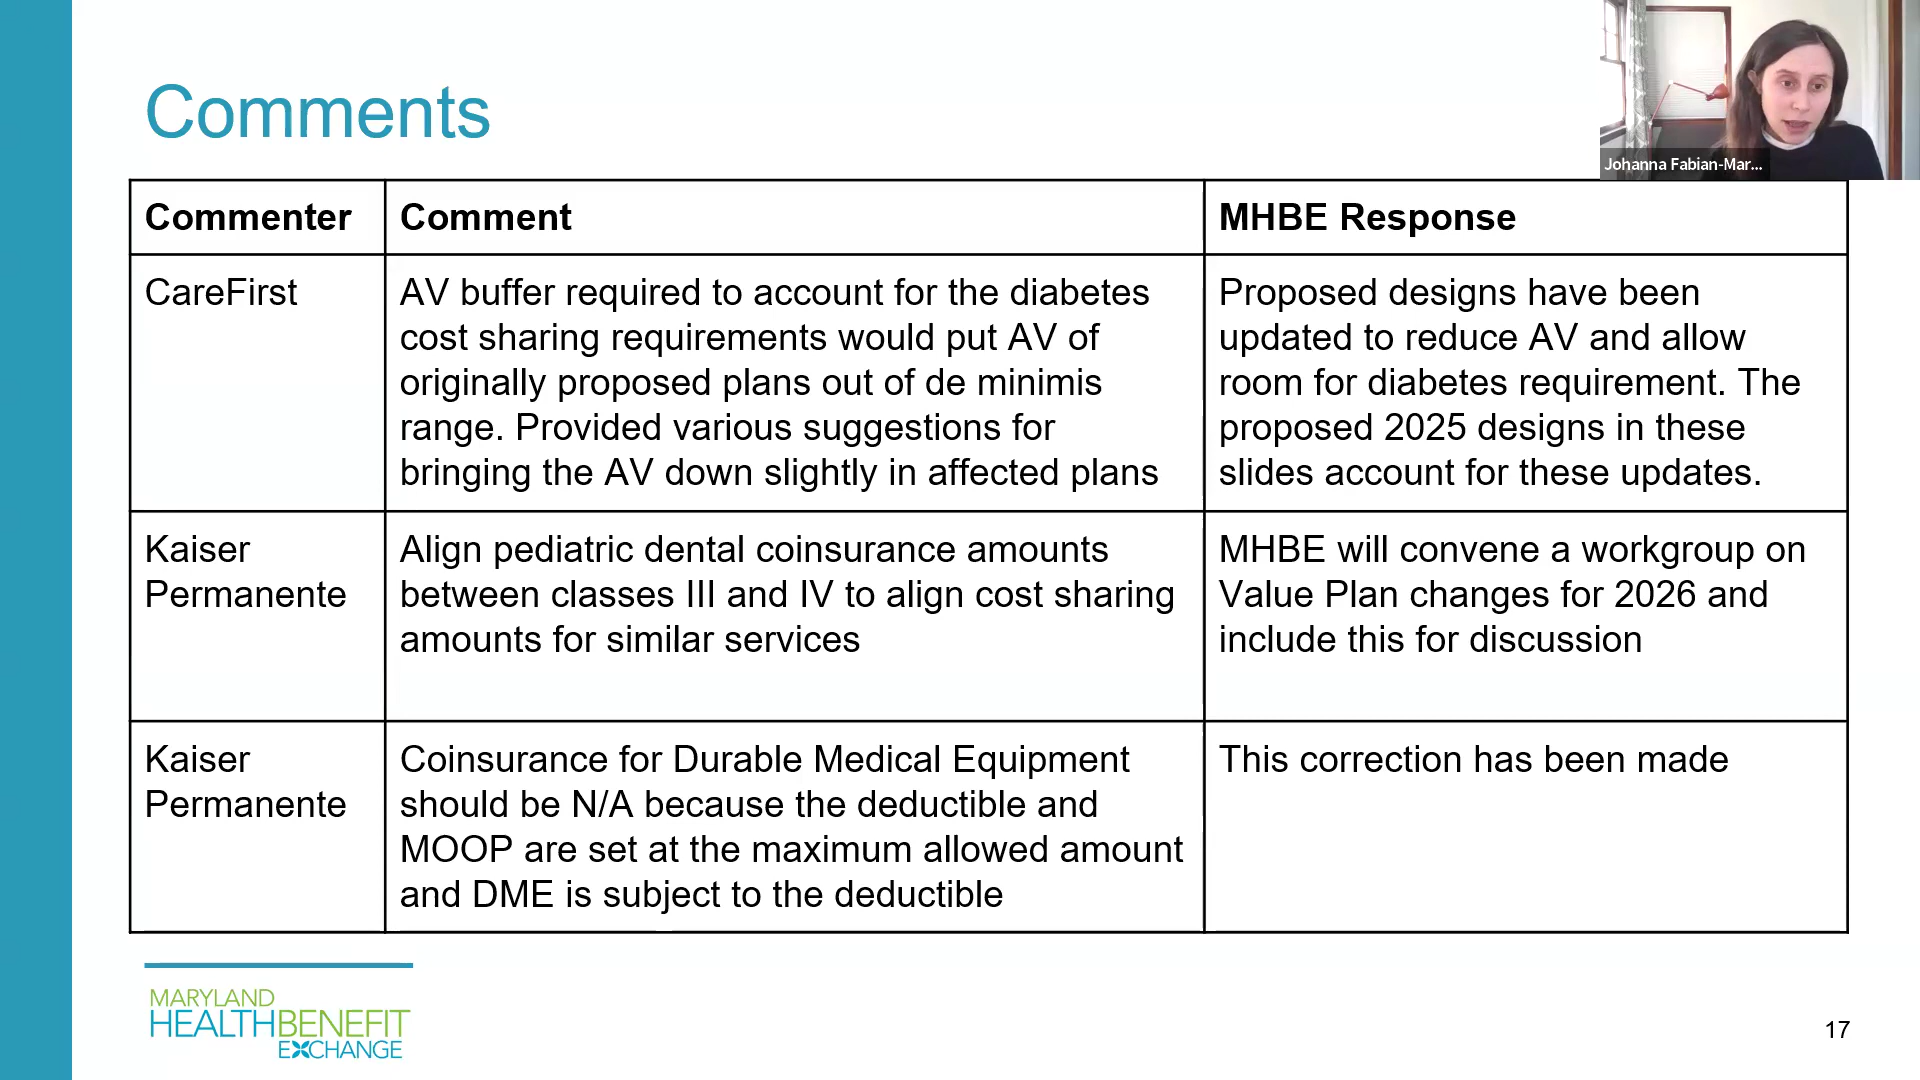 Comments
Johanna Fabian-Mar...
Commenter
Comment
MHBE Response
CareFirst
AV buffer required to account for the diabetes
cost sharing requirements would put AV of
originally proposed plans out of de minimis
range. Provided various suggestions for
bringing the AV down slightly in affected plans
Proposed designs have been
updated to reduce AV and allow
room for diabetes requirement. The
proposed 2025 designs in these
slides account for these updates.
Kaiser
Permanente
Align pediatric dental coinsurance amounts
between classes III and IV to align cost sharing
amounts for similar services
MHBE will convene a workgroup on
Value Plan changes for 2026 and
include this for discussion
Kaiser
Permanente
Coinsurance for Durable Medical Equipment
should be N/A because the deductible and
MOOP are set at the maximum allowed amount
and DME is subject to the deductible
This correction has been made
MARYLAND
HEALTHBENEFIT
EXCHANGE
17